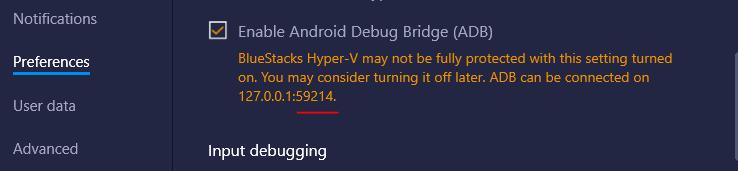 Notifications
Enable Android Debug Bridge (ADB)
BlueStacks Hyper-V may not be fully protected with this setting turned
on. You may consider turning it off later. ADB can be connected on
127.0.0.1:59214.
Preferences
User data
Advanced
Input debugging